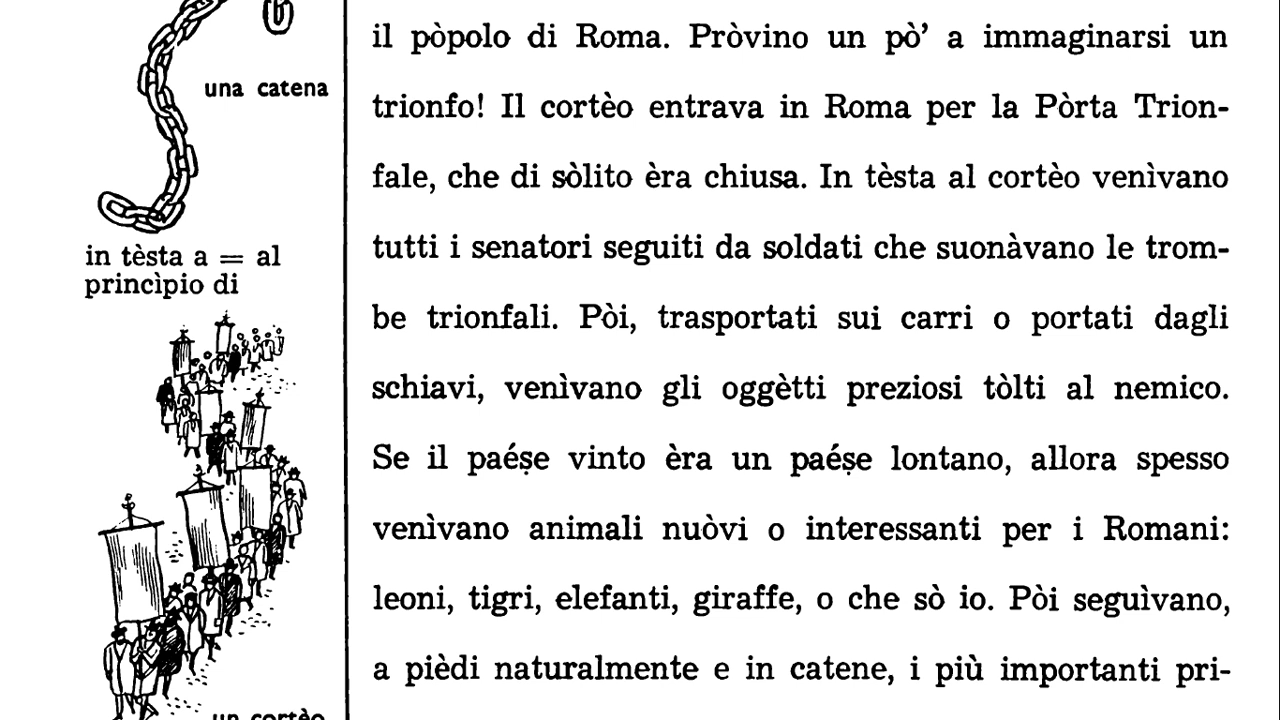 una catena
in tèsta a = al
princìpio di
un cortèo
il pòpolo di Roma. Pròvino un pò’ a immaginarsi un
trionfo! Il cortèo entrava in Roma per la Pòrta Trion-
fale, che di sòlito èra chiusa. In tèsta al cortèo venìvano
tutti i senatori seguiti da soldati che suonàvano le trom-
be trionfali. Pòi, trasportati sui carri o portati dagli
schiavi, venìvano gli oggètti preziosi tòlti al nemico.
Se il paéṣe vinto èra un paéṣe lontano, allora spesso
venìvano animali nuòvi o interessanti per i Romani:
leoni, tigri, elefanti, giraffe, o che sò io. Pòi seguìvano,
a pièdi naturalmente e in catene, i più importanti pri-